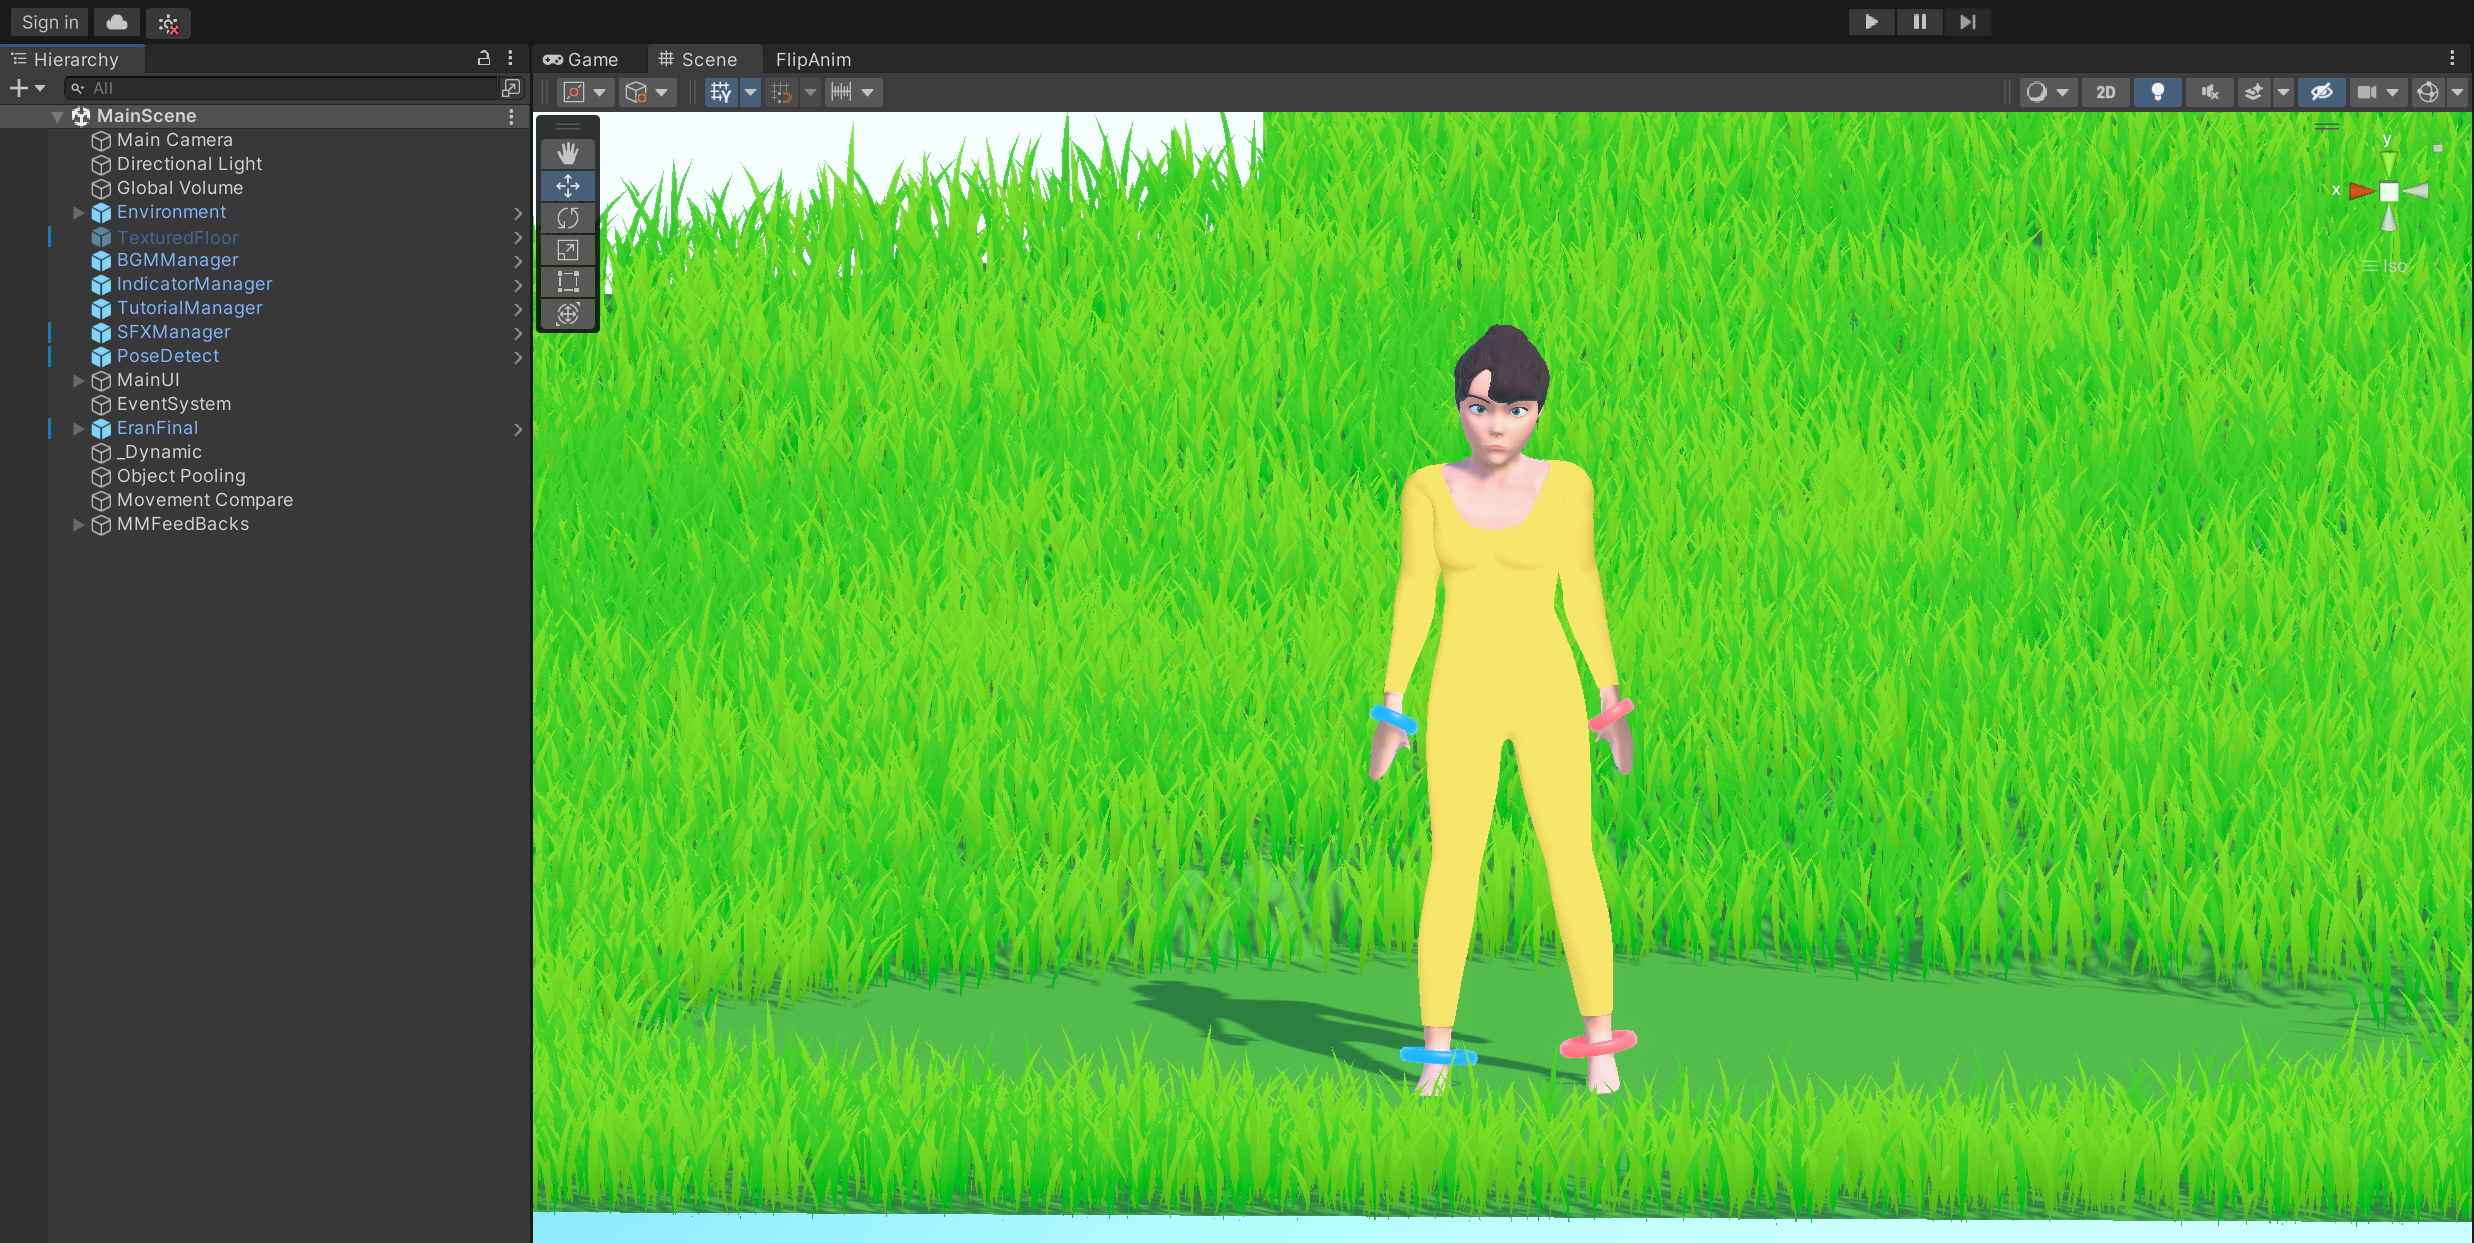 Sign in
Hierarchy
All
MainScene
Main Camera
Directional Light
Global Volume
Environment
TexturedFloor
BGMManager
IndicatorManager
TutorialManager
SFXManager
PoseDetect
MainUI
EventSystem
EranFinal
_Dynamic
Object Pooling
Movement Compare
MMFeedBacks
Game
Scene
FlipAnim
Y
2D
y
x
Iso